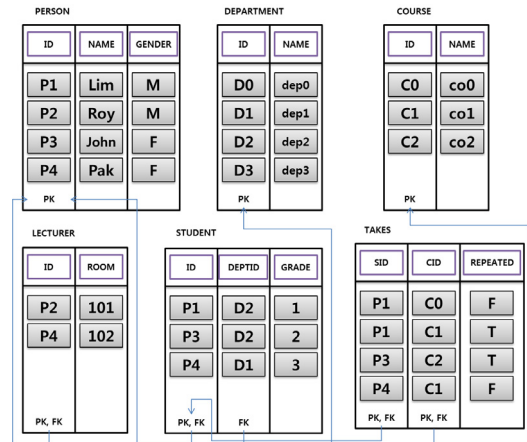 PERSON
ID NAME GENDER
P1 Lim M
P2 Roy M
P3 John F
P4 Pak F
PK
DEPARTMENT
ID NAME
D0 dep0
D1 dep1
D2 dep2
D3 dep3
PK
COURSE
ID NAME
C0 co0
C1 co1
C2 co2
PK
LECTURER
ID ROOM
P2 101
P4 102
PK, FK
STUDENT
ID DEPTID GRADE
P1 D2 1
P3 D2 2
P4 D1 3
PK, FK FK
TAKES
SID CID REPEATED
P1 C0 F
P1 C1 T
P3 C2 T
P4 C1 F
PK, FK PK, FK